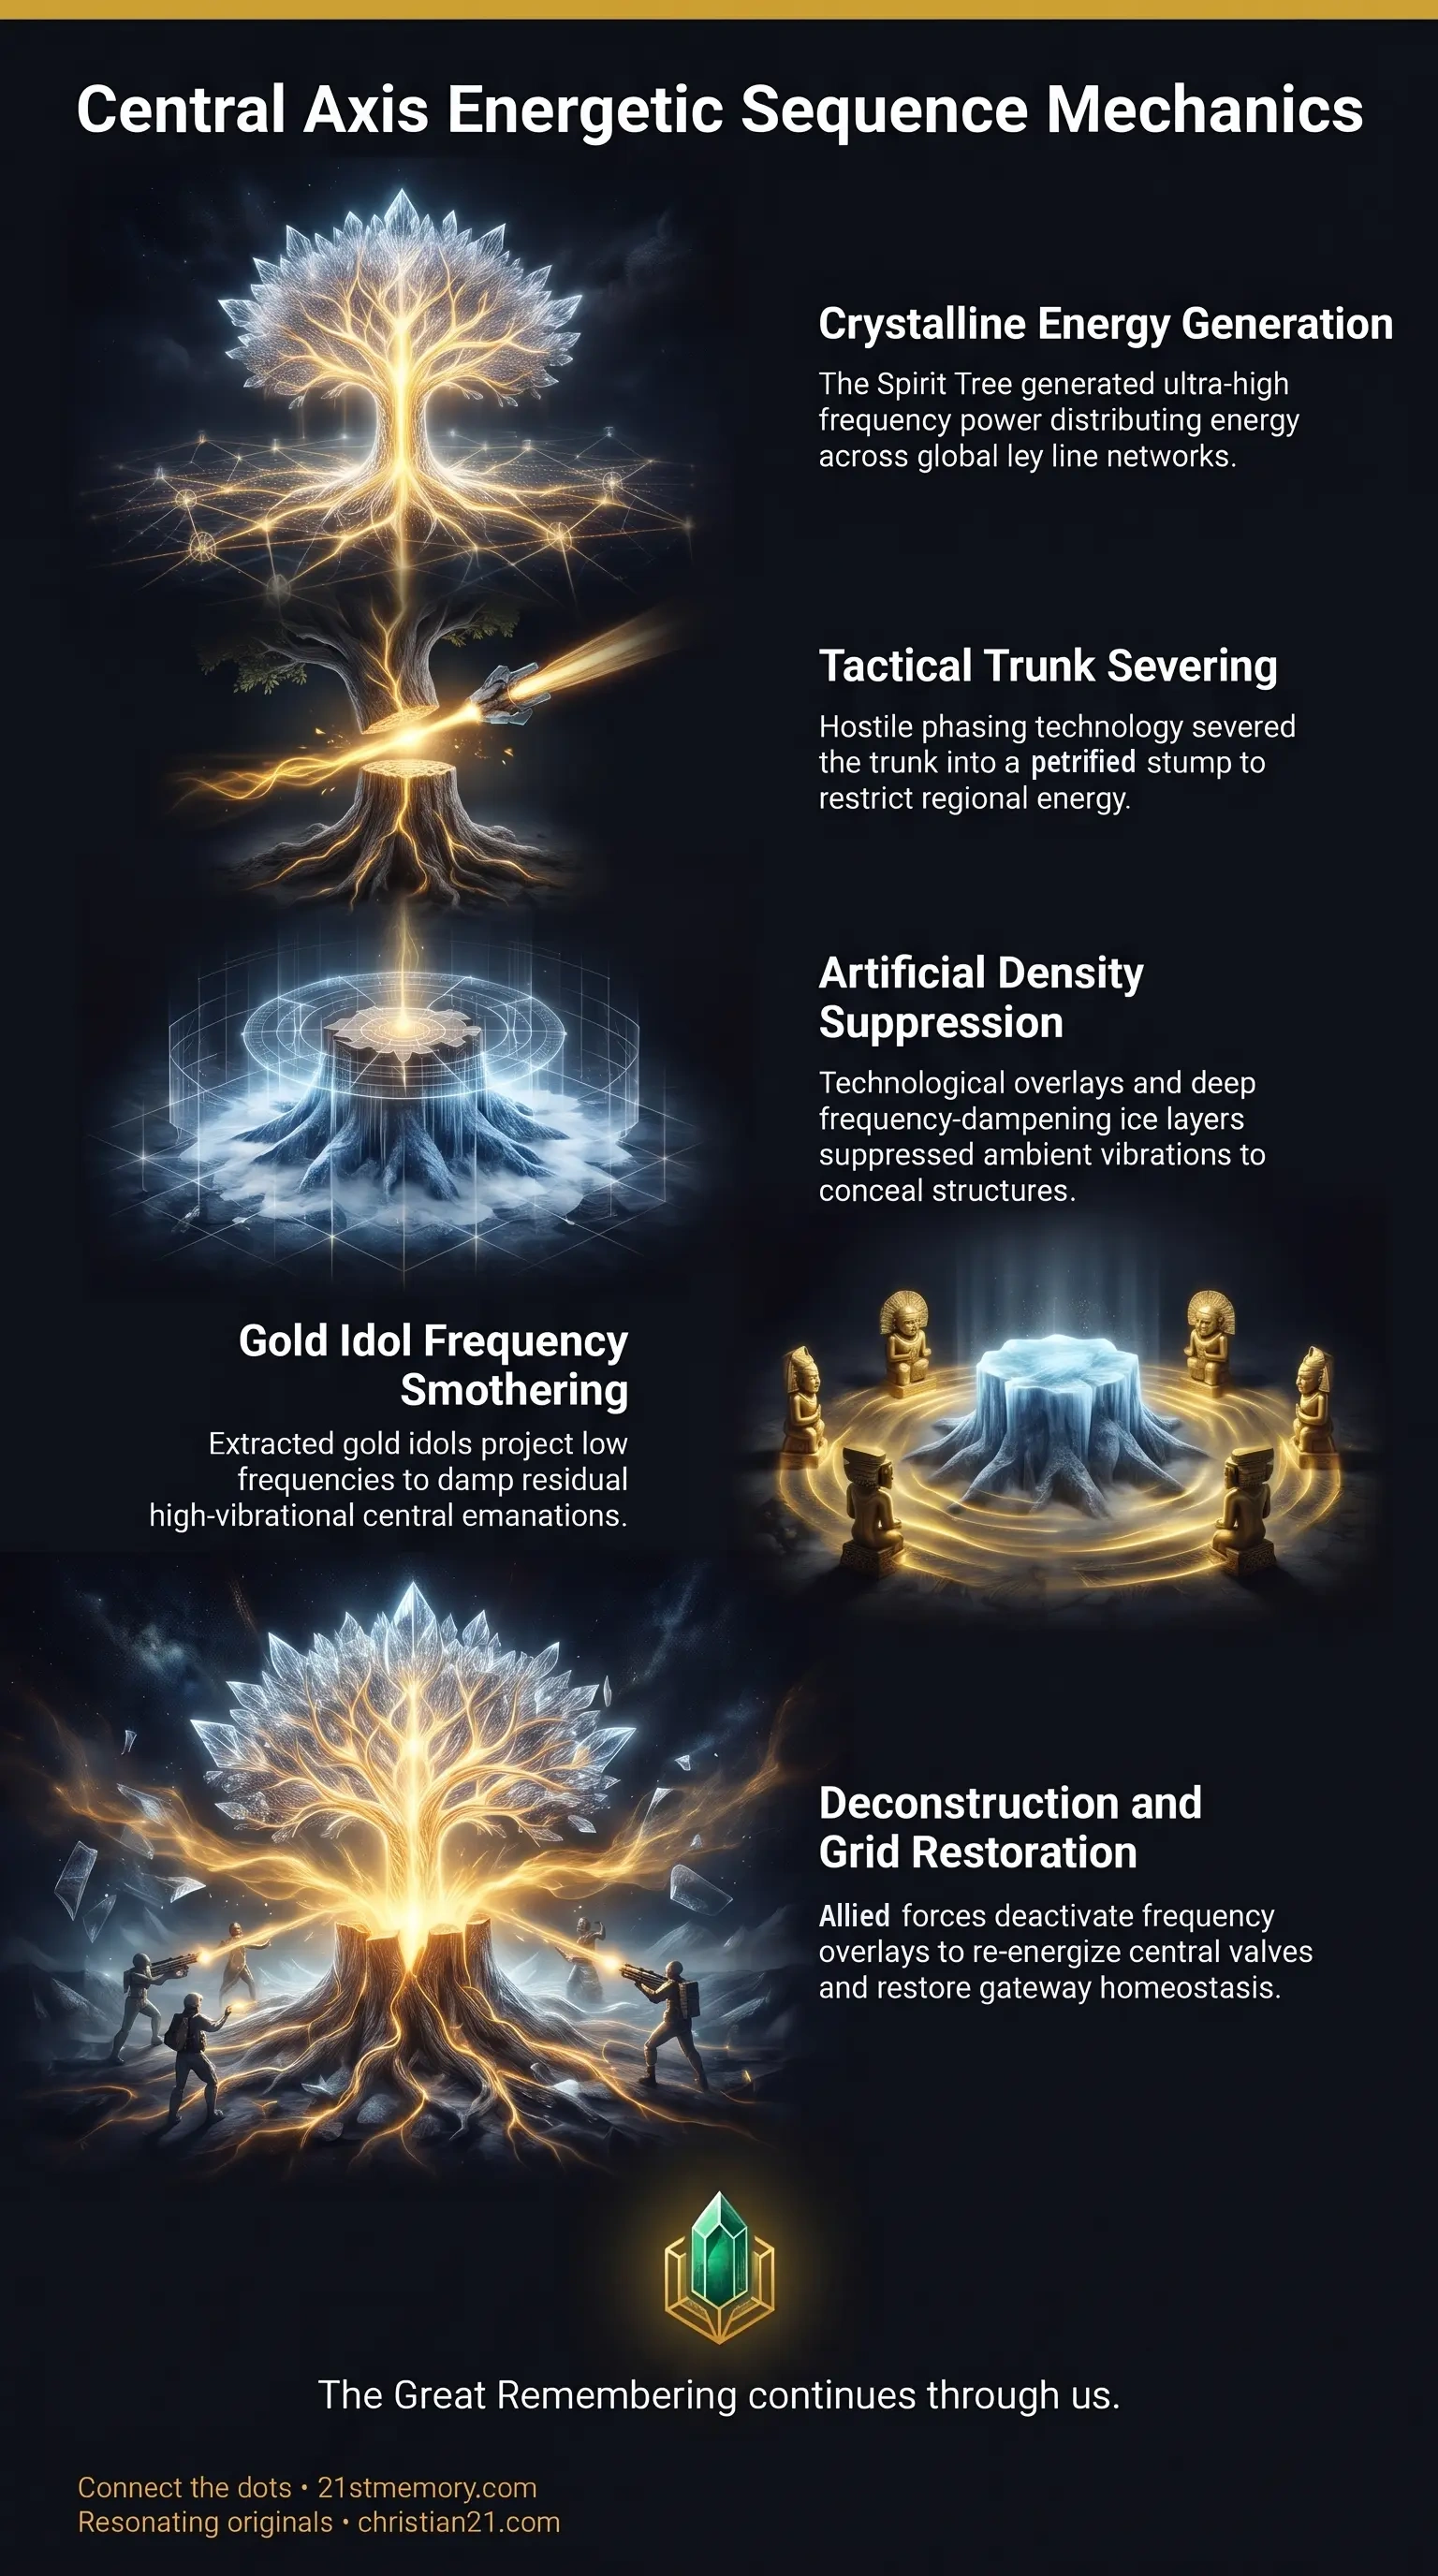 Central Axis Energetic Sequence Mechanics
Crystalline Energy Generation
The Spirit Tree generated ultra-high
frequency power distributing energy
across global ley line networks.
Tactical Trunk Severing
Hostile phasing technology severed
the trunk into a petrified stump to
restrict regional energy.
Artificial Density
Suppression
Technological overlays and deep
frequency-dampening ice layers
suppressed ambient vibrations to
conceal structures.
Gold Idol Frequency
Smothering
Extracted gold idols project low
frequencies to damp residual
high-vibrational central emanations.
Deconstruction and
Grid Restoration
Allied forces deactivate frequency
overlays to re-energize central valves
and restore gateway homeostasis.
The Great Remembering continues through us.
Connect the dots • 21stmemory.com
Resonating originals • christian21.com